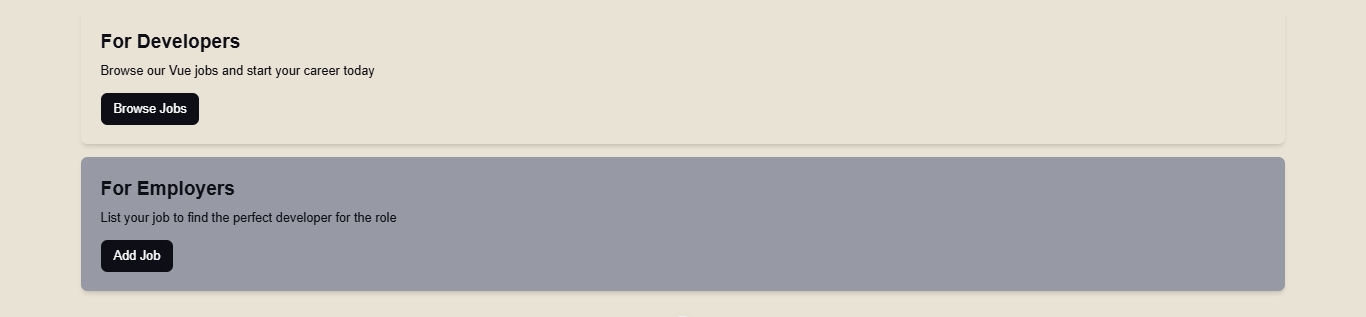 For Developers
Browse our Vue jobs and start your career today
Browse Jobs
For Employers
List your job to find the perfect developer for the role
Add Job